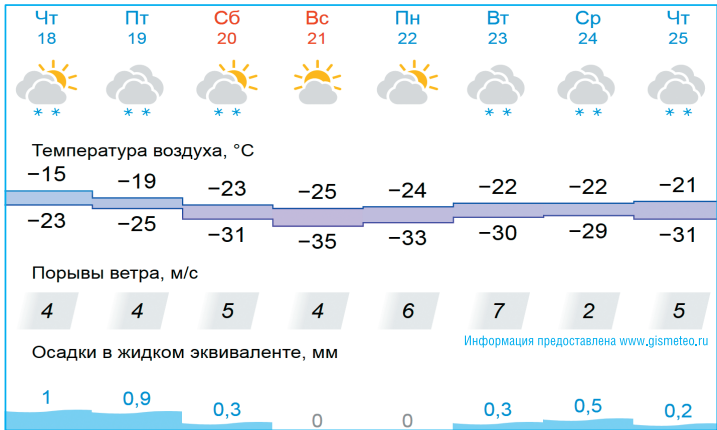 Чт Пт Сб Вс Пн Вт Ср Чт
18 19 20 21 22 23 24 25
Температура воздуха, °C
−15 −19 −23 −25 −24 −22 −22 −21
−23 −25 −31 −35 −33 −30 −29 −31
Порывы ветра, м/с
4 4 5 4 6 7 2 5
Информация предоставлена www.gismeteo.ru
Осадки в жидком эквиваленте, мм
1 0,9 0,3 0 0 0,3 0,5 0,2